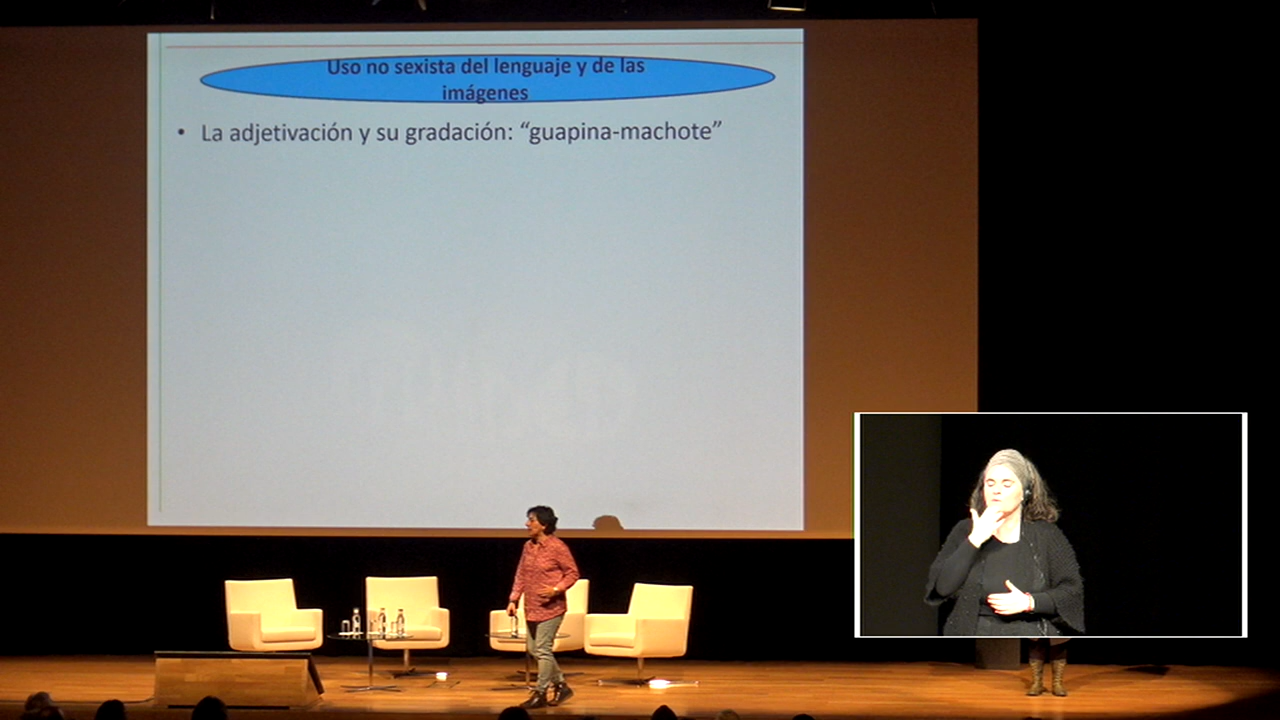 Uso no sexista del lenguaje y de las
imágenes
• La adjetivación y su gradación: “guapina-machote”